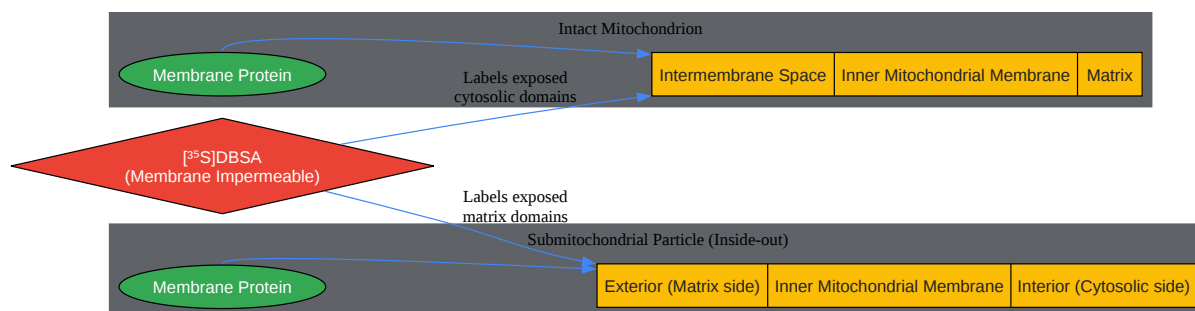 Intact Mitochondrion
Membrane Protein
Intermembrane Space
Inner Mitochondrial Membrane
Matrix
Labels exposed
cytosolic domains
[³⁵S]DBSA
(Membrane Impermeable)
Labels exposed
matrix domains
Submitochondrial Particle (Inside-out)
Membrane Protein
Exterior (Matrix side)
Inner Mitochondrial Membrane
Interior (Cytosolic side)